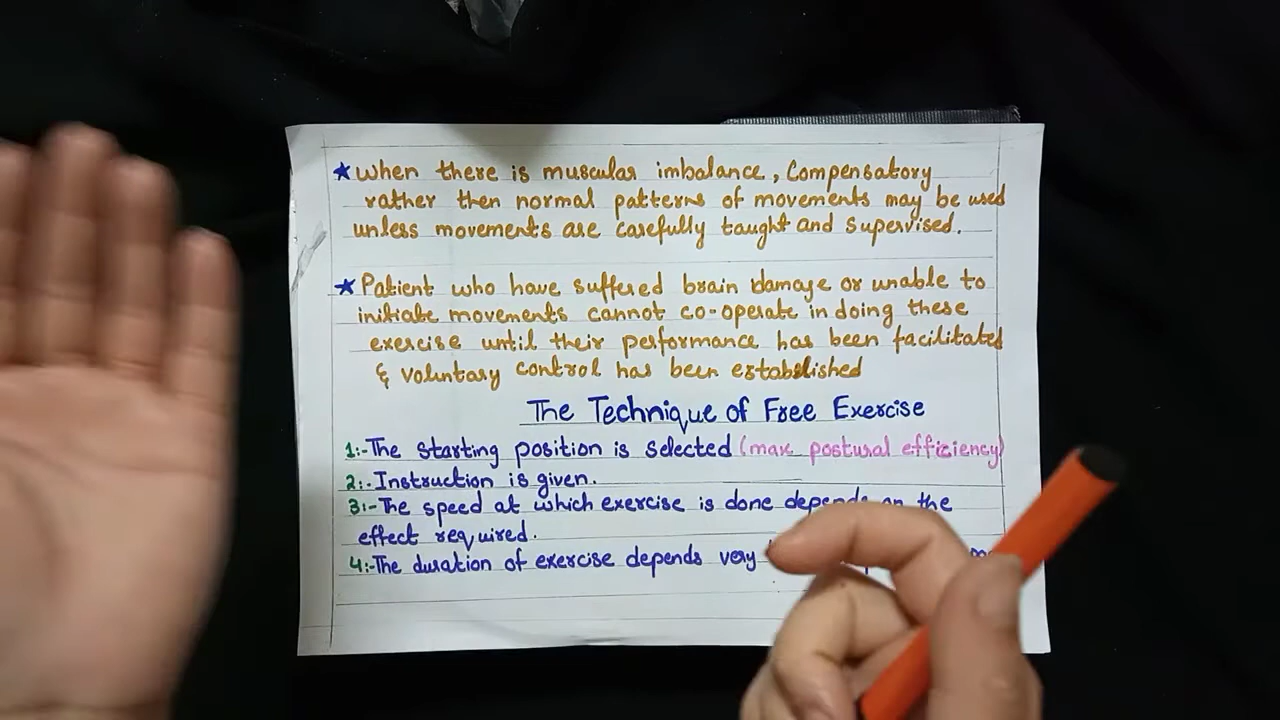 ★ When there is muscular imbalance, Compensatory
rather then normal patterns of movements may be used
unless movements are carefully taught and supervised.
★ Patient who have suffered brain damage or unable to
initiate movements cannot co-operate in doing these
exercise until their performance has been facilitated
& voluntary control has been established
The Technique of Free Exercise
1:- The starting position is selected (max postural efficiency)
2:- Instruction is given.
3:- The speed at which exercise is done depends on the
effect required.
4:- The duration of exercise depends very